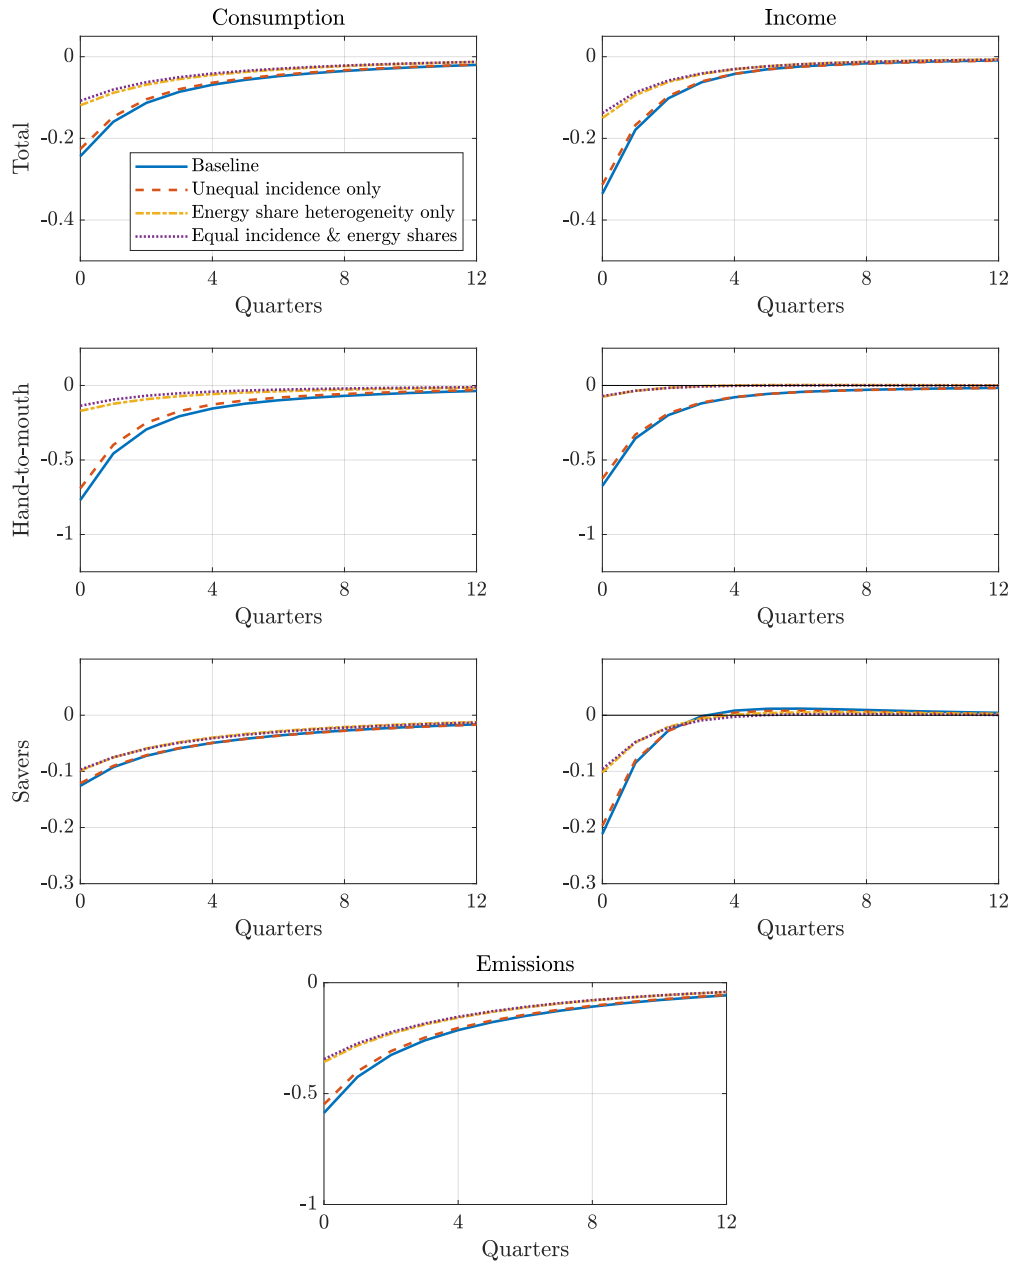 Consumption
Income
Total
0
-0.2
-0.4
Baseline
Unequal incidence only
Energy share heterogeneity only
Equal incidence & energy shares
0 4 8 12
Quarters
0
-0.2
-0.4
0 4 8 12
Quarters
Hand-to-mouth
0
-0.5
-1
0 4 8 12
Quarters
0
-0.5
-1
0 4 8 12
Quarters
Savers
0
-0.1
-0.2
-0.3
0 4 8 12
Quarters
0
-0.1
-0.2
-0.3
0 4 8 12
Quarters
Emissions
0
-0.5
-1
0 4 8 12
Quarters